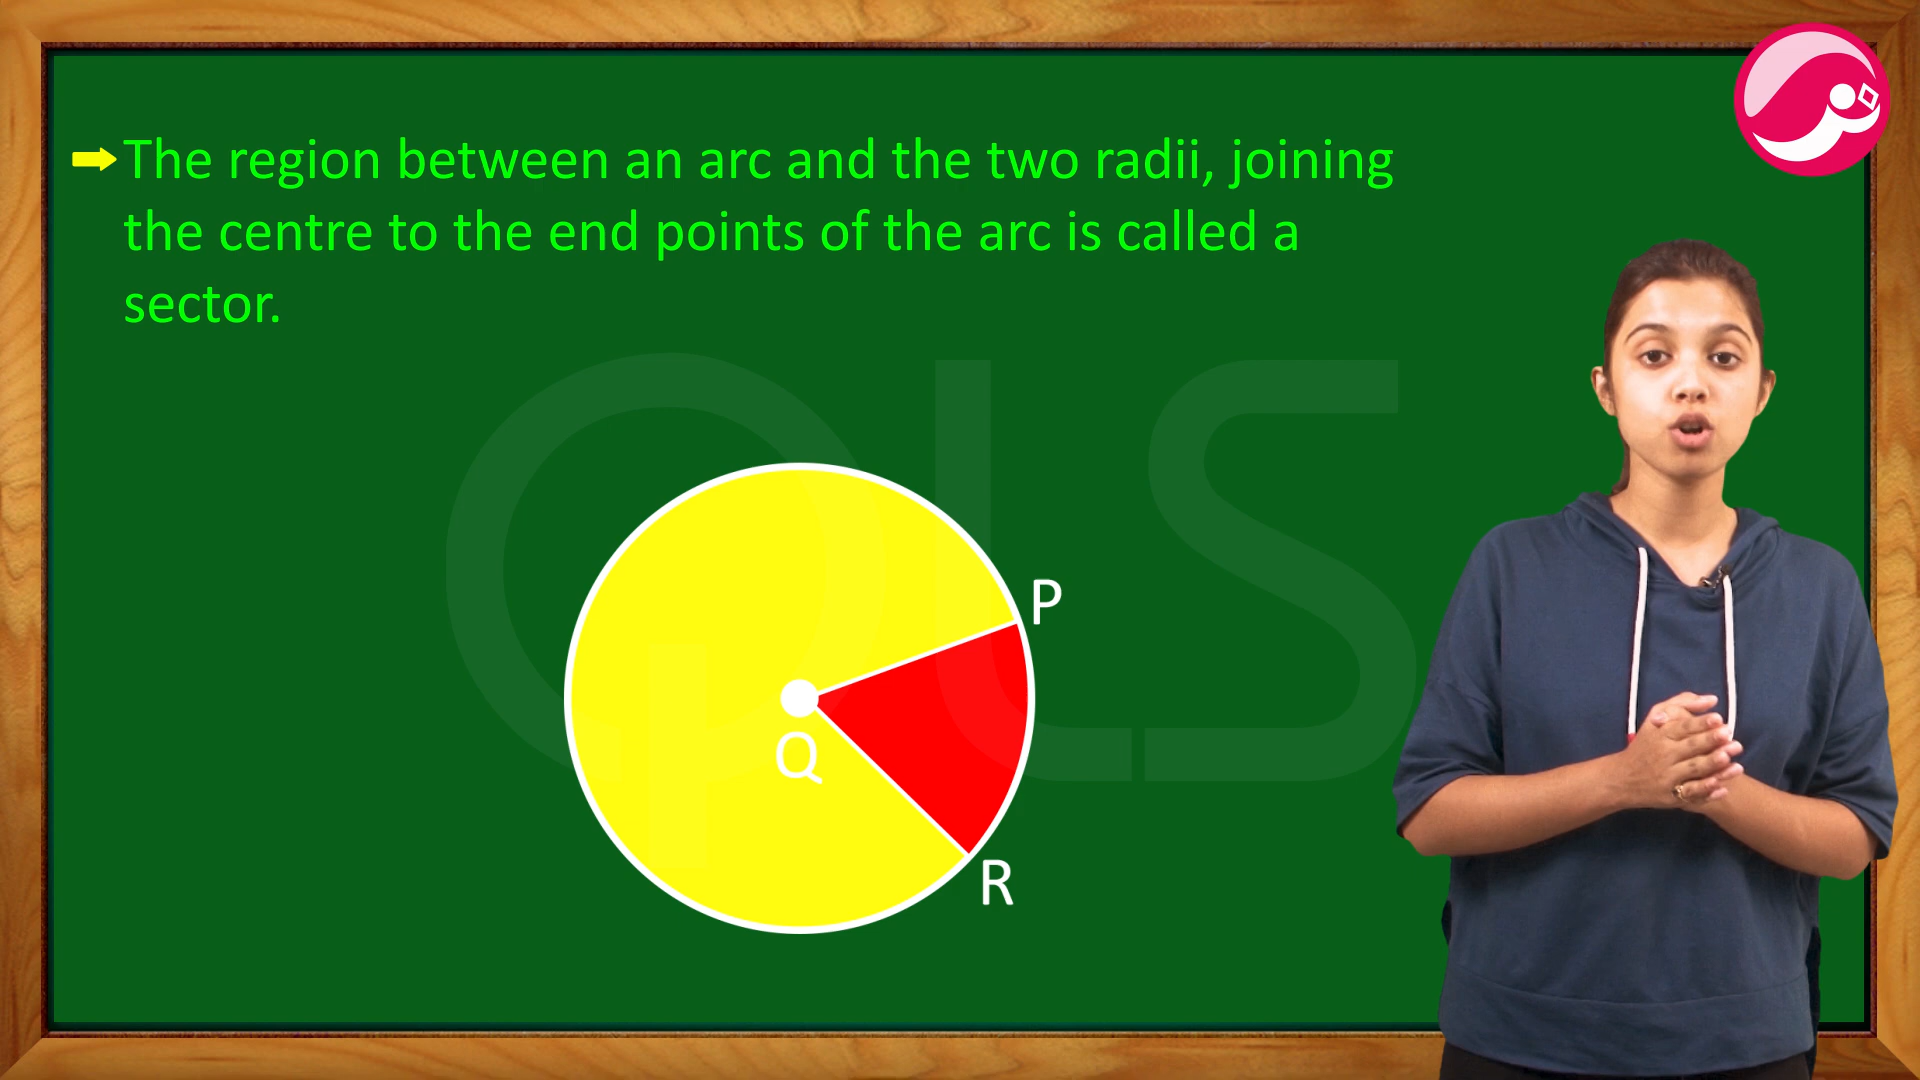 The region between an arc and the two radii, joining
the centre to the end points of the arc is called a
sector.
P
Q
R